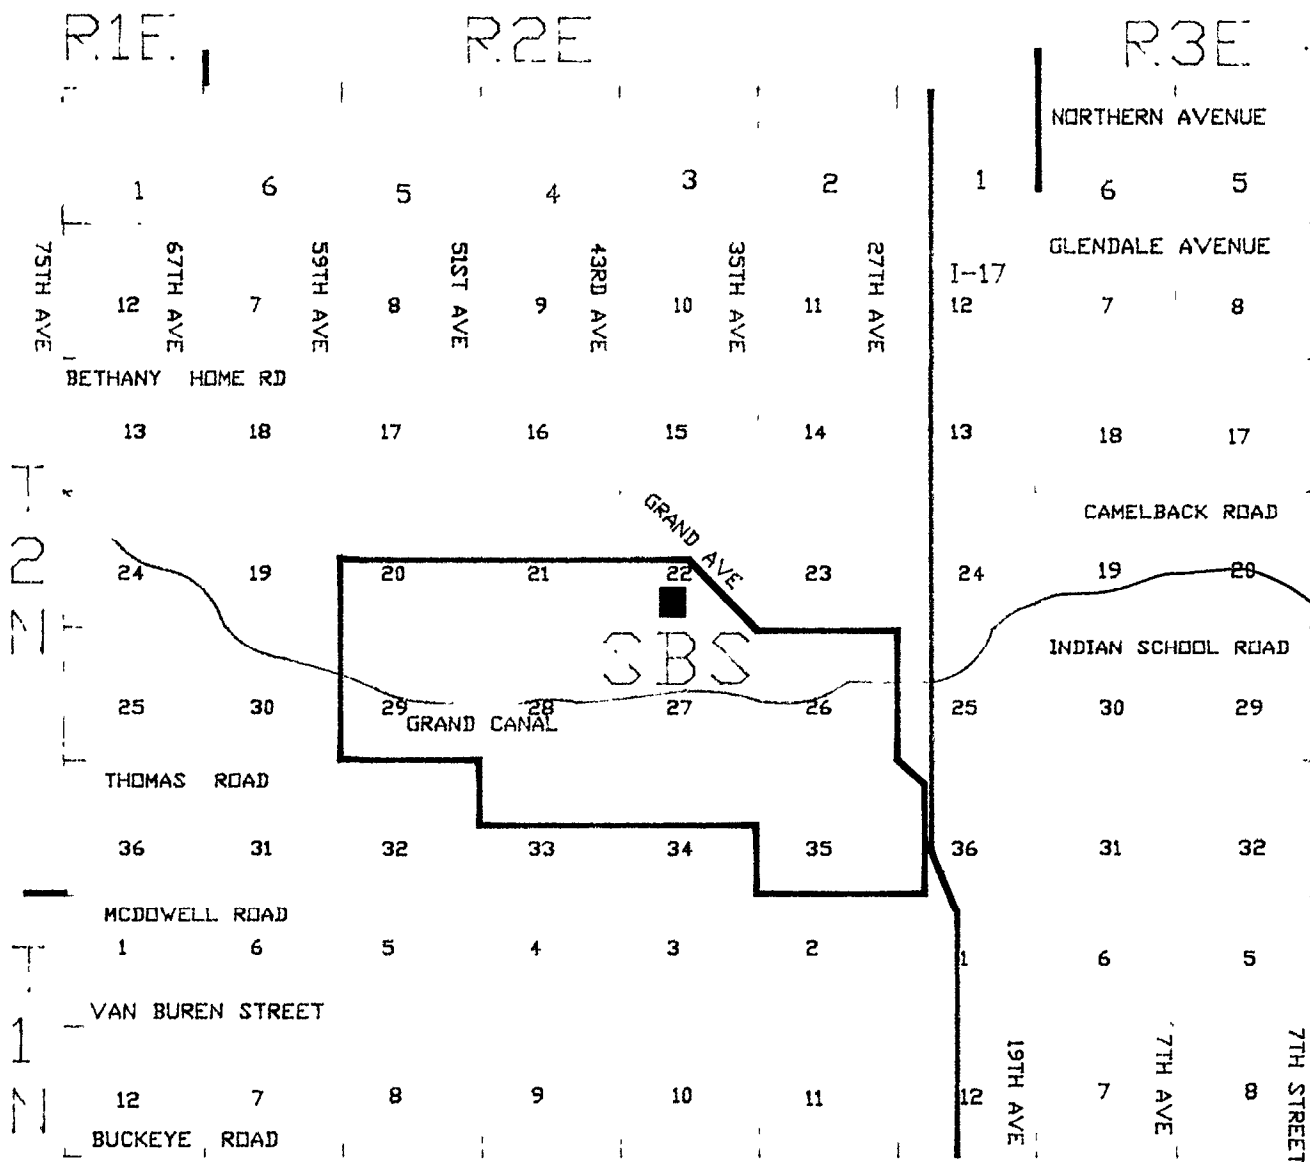 R.1E. R.2E R.3E
NORTHERN AVENUE
1 6 5 4 3 2 1 6 5
75TH AVE 67TH AVE 59TH AVE 51ST AVE 43RD AVE 35TH AVE 27TH AVE
GLENDALE AVENUE
I-17
12 7 8 9 10 11 12 7 8
BETHANY HOME RD
13 18 17 16 15 14 13 18 17
T.2N
GRAND AVE
CAMELBACK ROAD
24 19 20 21 22 23 24 19 20
SBS
INDIAN SCHOOL ROAD
25 30 29 28 27 26 25 30 29
GRAND CANAL
THOMAS ROAD
36 31 32 33 34 35 36 31 32
MCDOWELL ROAD
1 6 5 4 3 2 1 6 5
T.1N
VAN BUREN STREET
19TH AVE 7TH AVE 7TH STREET
12 7 8 9 10 11 12 7 8
BUCKEYE ROAD